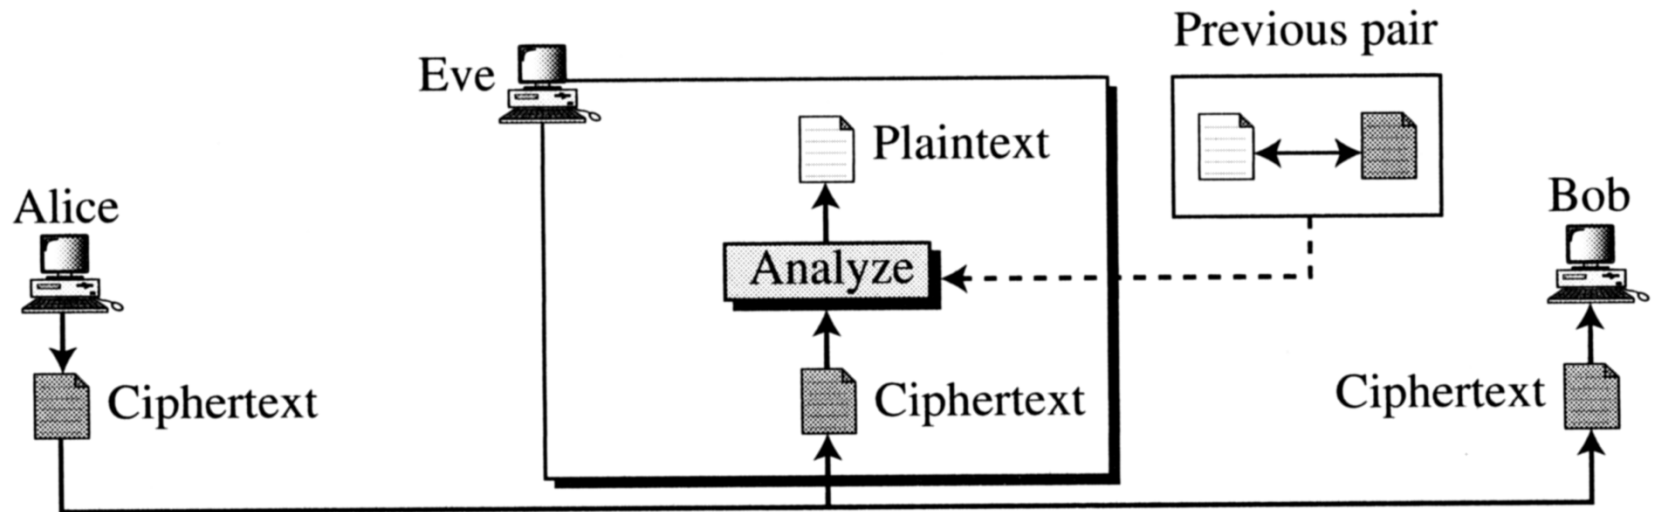 Previous pair
Eve
Plaintext
Alice
Bob
Analyze
Ciphertext
Ciphertext
Ciphertext